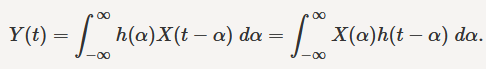 Y(t) = ∫_{-∞}^{∞} h(α)X(t − α) dα = ∫_{-∞}^{∞} X(α)h(t − α) dα.